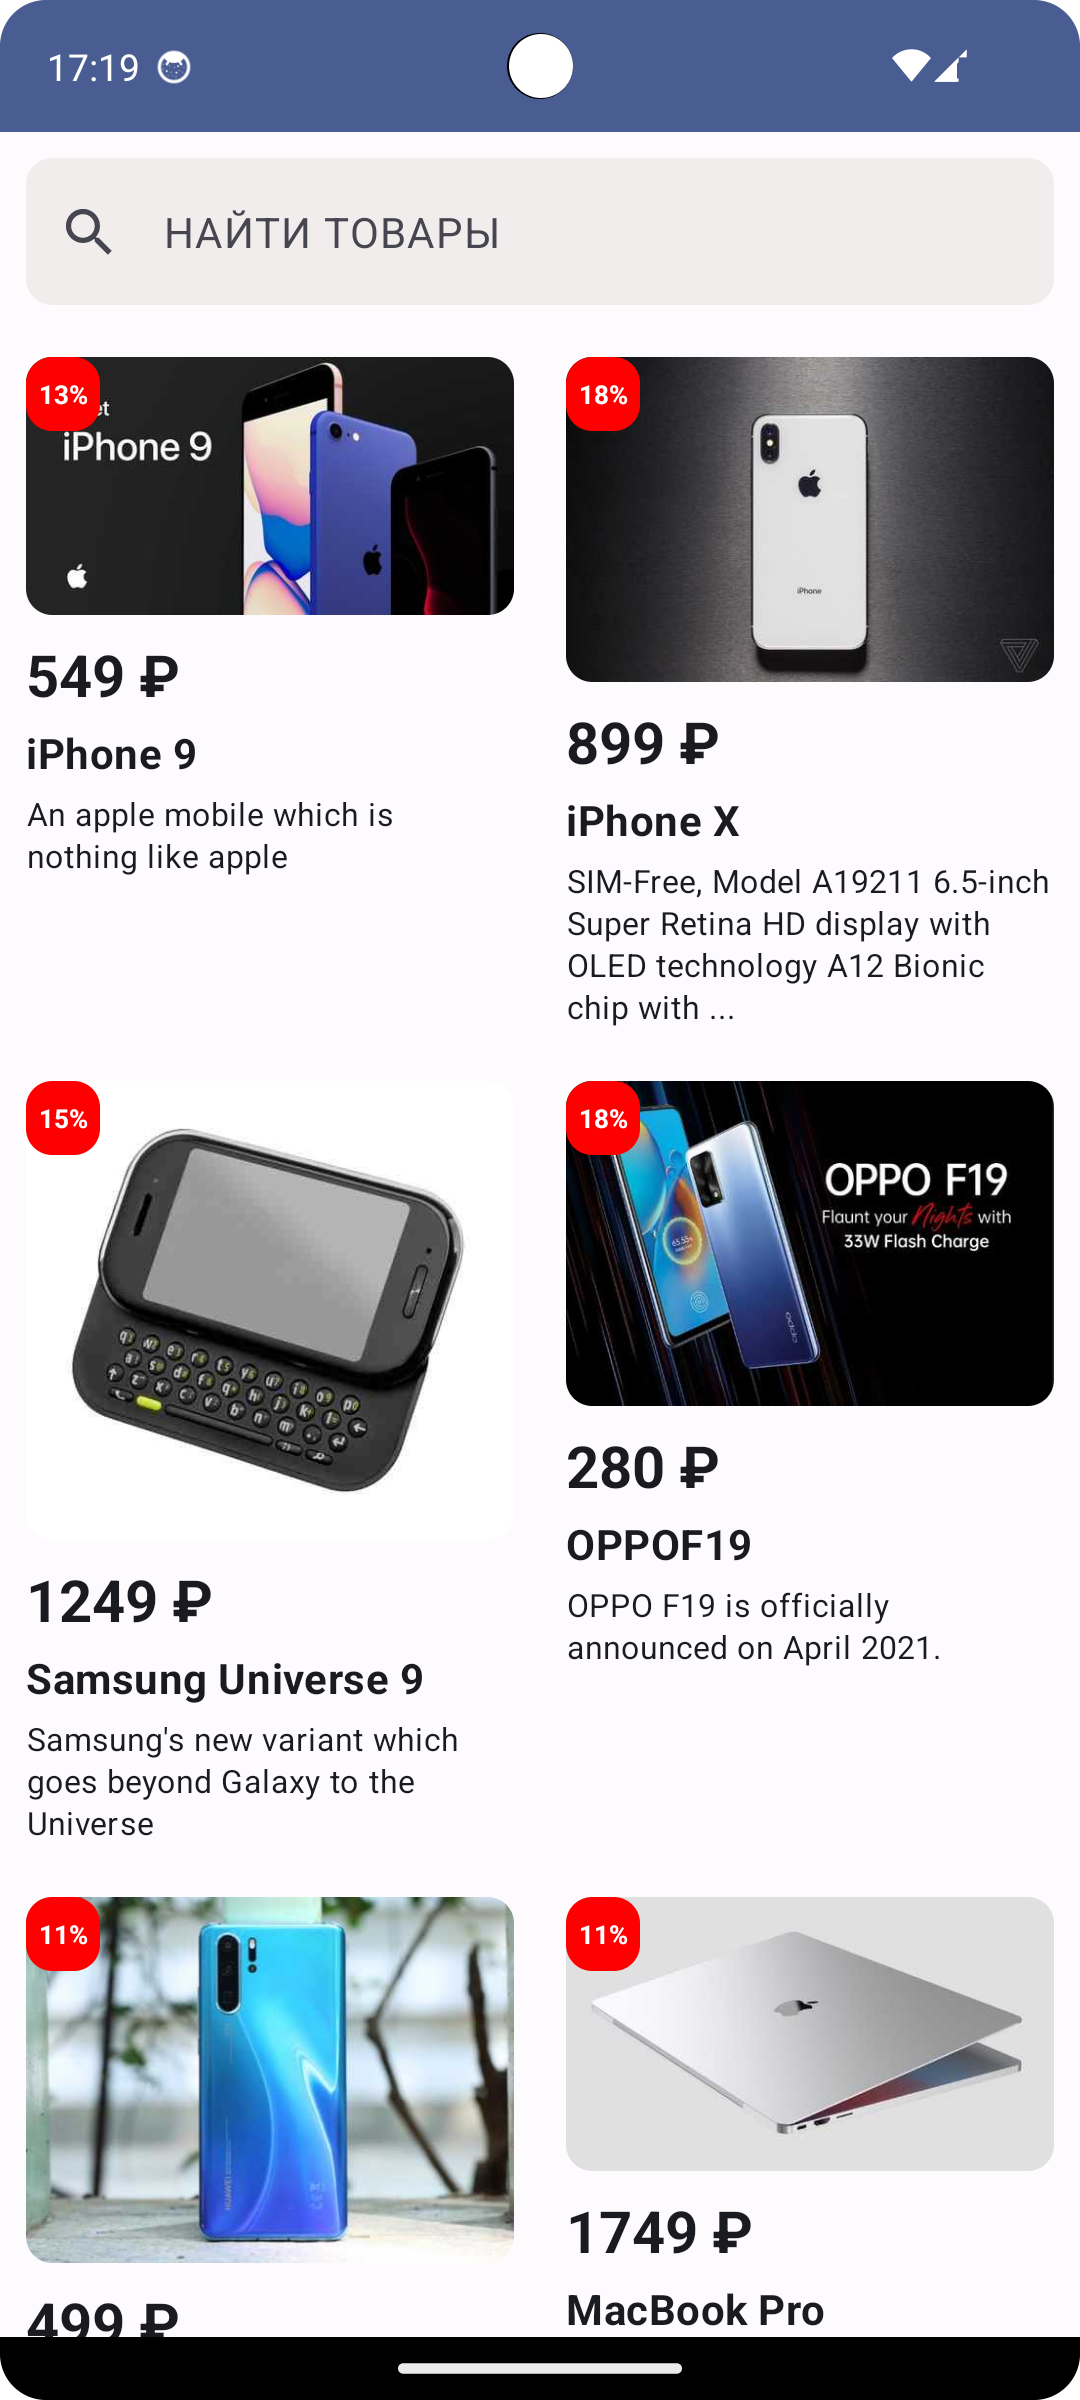 17:19
НАЙТИ ТОВАРЫ
13%
et
iPhone 9
549 ₽
iPhone 9
An apple mobile which is
nothing like apple
18%
iPhone
899 ₽
iPhone X
SIM-Free, Model A19211 6.5-inch
Super Retina HD display with
OLED technology A12 Bionic
chip with ...
15%
1249 ₽
Samsung Universe 9
Samsung's new variant which
goes beyond Galaxy to the
Universe
18%
OPPO F19
Flaunt your Nights with
33W Flash Charge
oppo
280 ₽
OPPOF19
OPPO F19 is officially
announced on April 2021.
11%
HUAWEI
499 ₽
11%
1749 ₽
MacBook Pro